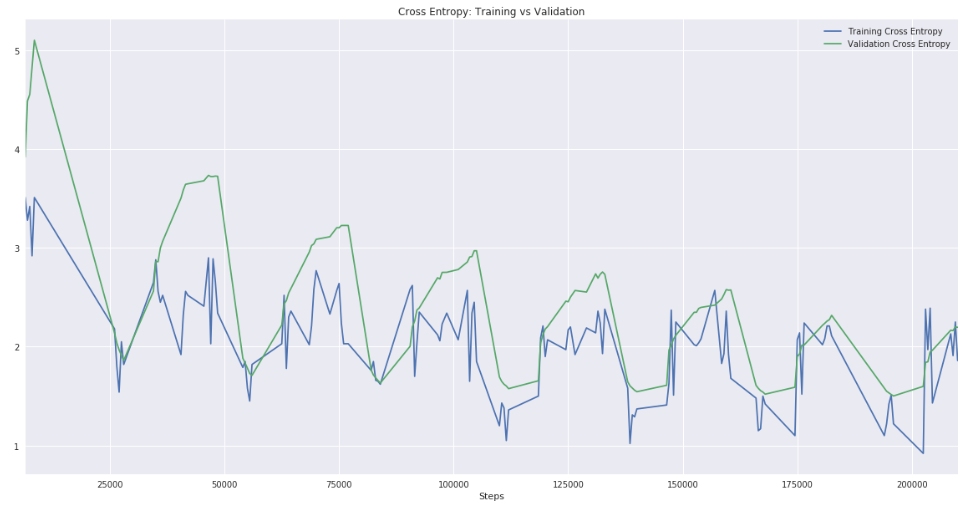 Cross Entropy: Training vs Validation
Training Cross Entropy
Validation Cross Entropy
5
4
3
2
1
25000 50000 75000 100000 125000 150000 175000 200000
Steps